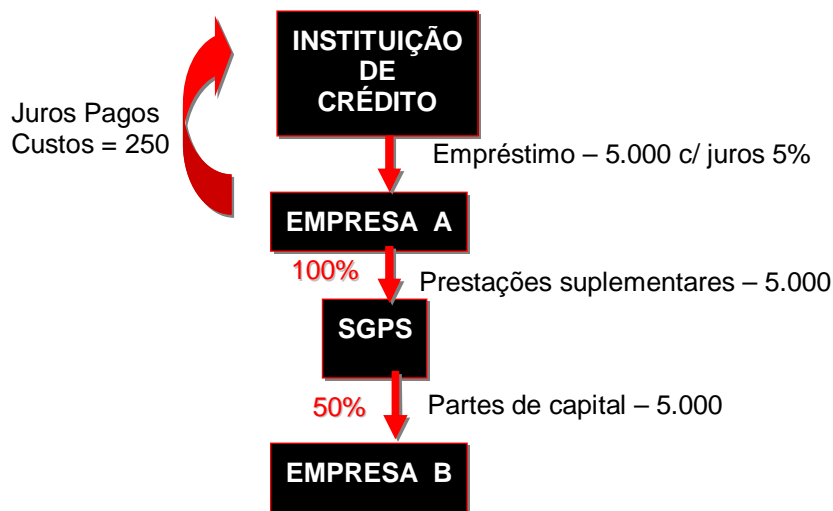 INSTITUIÇÃO
DE
CRÉDITO
Juros Pagos
Custos = 250
Empréstimo – 5.000 c/ juros 5%
EMPRESA A
100%
Prestações suplementares – 5.000
SGPS
50%
Partes de capital – 5.000
EMPRESA B